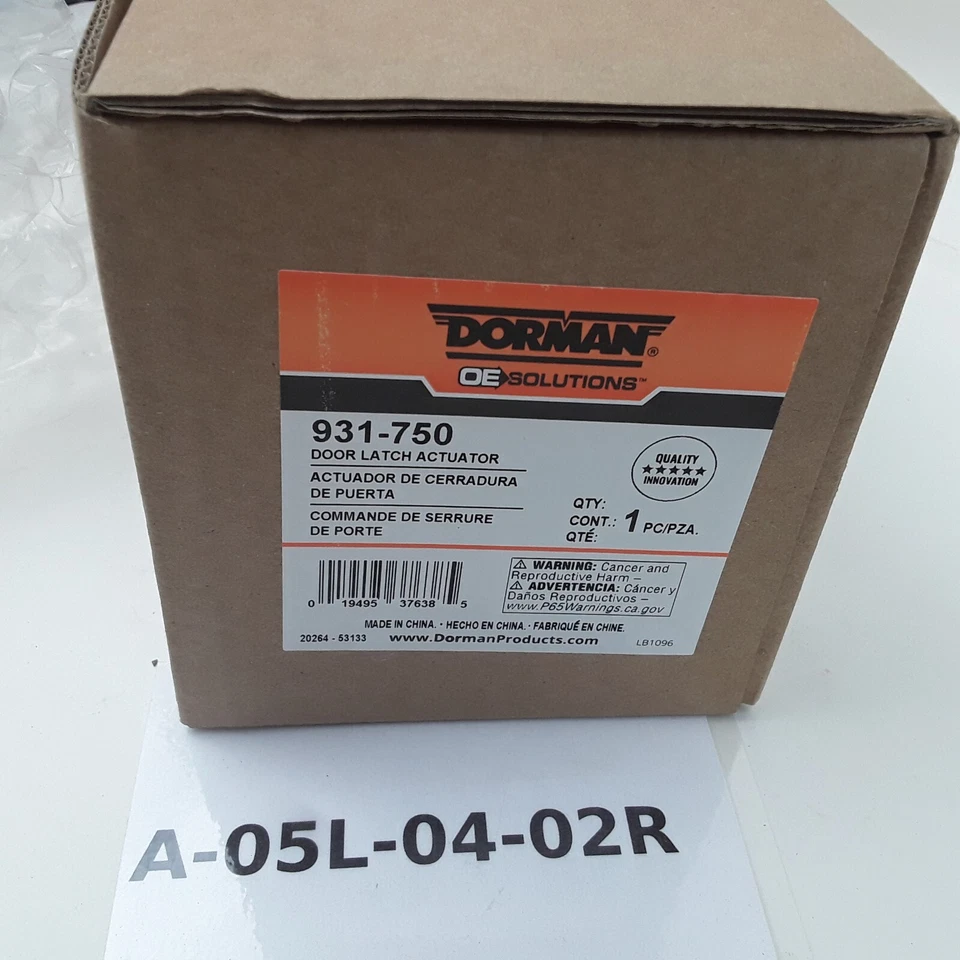 DORMAN®
OE SOLUTIONS™
931-750
DOOR LATCH ACTUATOR
ACTUADOR DE CERRADURA
DE PUERTA
COMMANDE DE SERRURE
DE PORTE
QUALITY
★★★★★
INNOVATION
QTY:
CONT.: 1 PC/PZA.
QTÉ:
0 19495 37638 5
⚠ WARNING: Cancer and
Reproductive Harm –
⚠ ADVERTENCIA: Cáncer y
Daños Reproductivos –
www.P65Warnings.ca.gov
MADE IN CHINA. · HECHO EN CHINA. · FABRIQUÉ EN CHINE.
20264 - 53133 www.DormanProducts.com LB1096
A-05L-04-02R